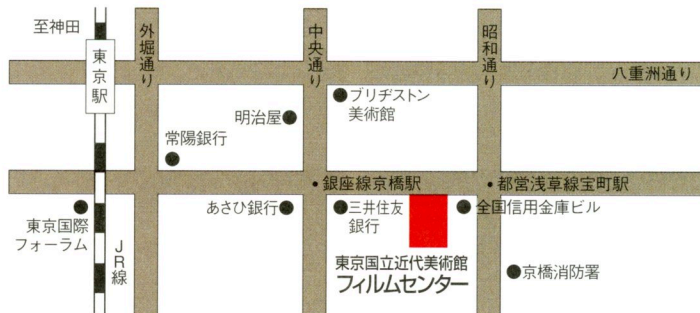 至神田
東京駅
外堀通り
中央通り
昭和通り
八重洲通り
ブリヂストン
美術館
明治屋
常陽銀行
銀座線京橋駅
都営浅草線宝町駅
東京国際
フォーラム
JR線
あさひ銀行
三井住友
銀行
全国信用金庫ビル
東京国立近代美術館
フィルムセンター
京橋消防署